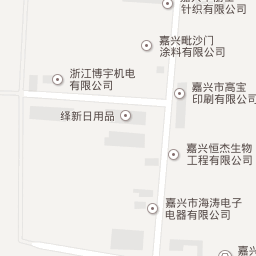 针织有限公司
嘉兴毗沙门
涂料有限公司
浙江博宇机电
有限公司
嘉兴市高宝
印刷有限公司
绎新日用品
嘉兴恒杰生物
工程有限公司
嘉兴市海涛电子
电器有限公司